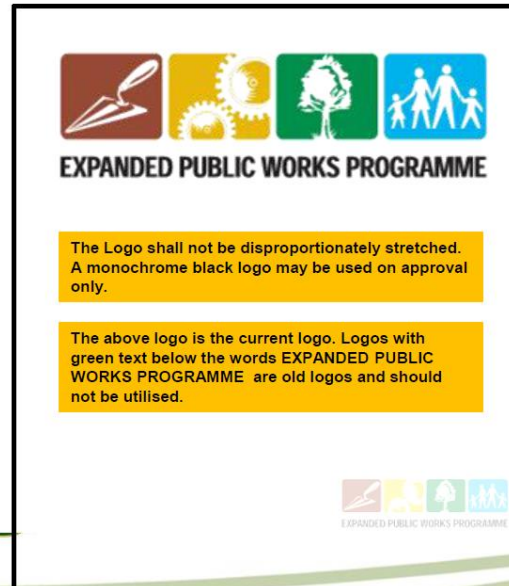 EXPANDED PUBLIC WORKS PROGRAMME
The Logo shall not be disproportionately stretched.
A monochrome black logo may be used on approval
only.
The above logo is the current logo. Logos with
green text below the words EXPANDED PUBLIC
WORKS PROGRAMME are old logos and should
not be utilised.
EXPANDED PUBLIC WORKS PROGRAMME